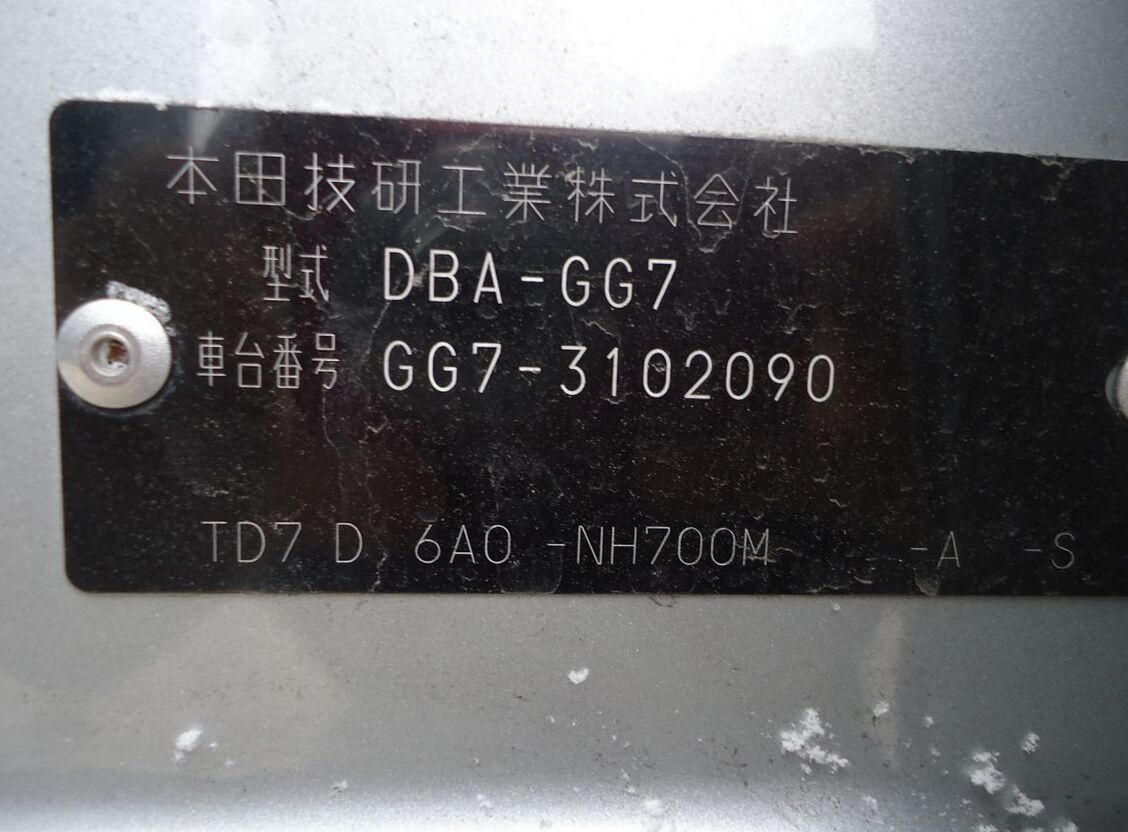 本田技研工業株式会社
型式 DBA-GG7
車台番号 GG7-3102090
TD7 D 6A0 -NH700M -A -S